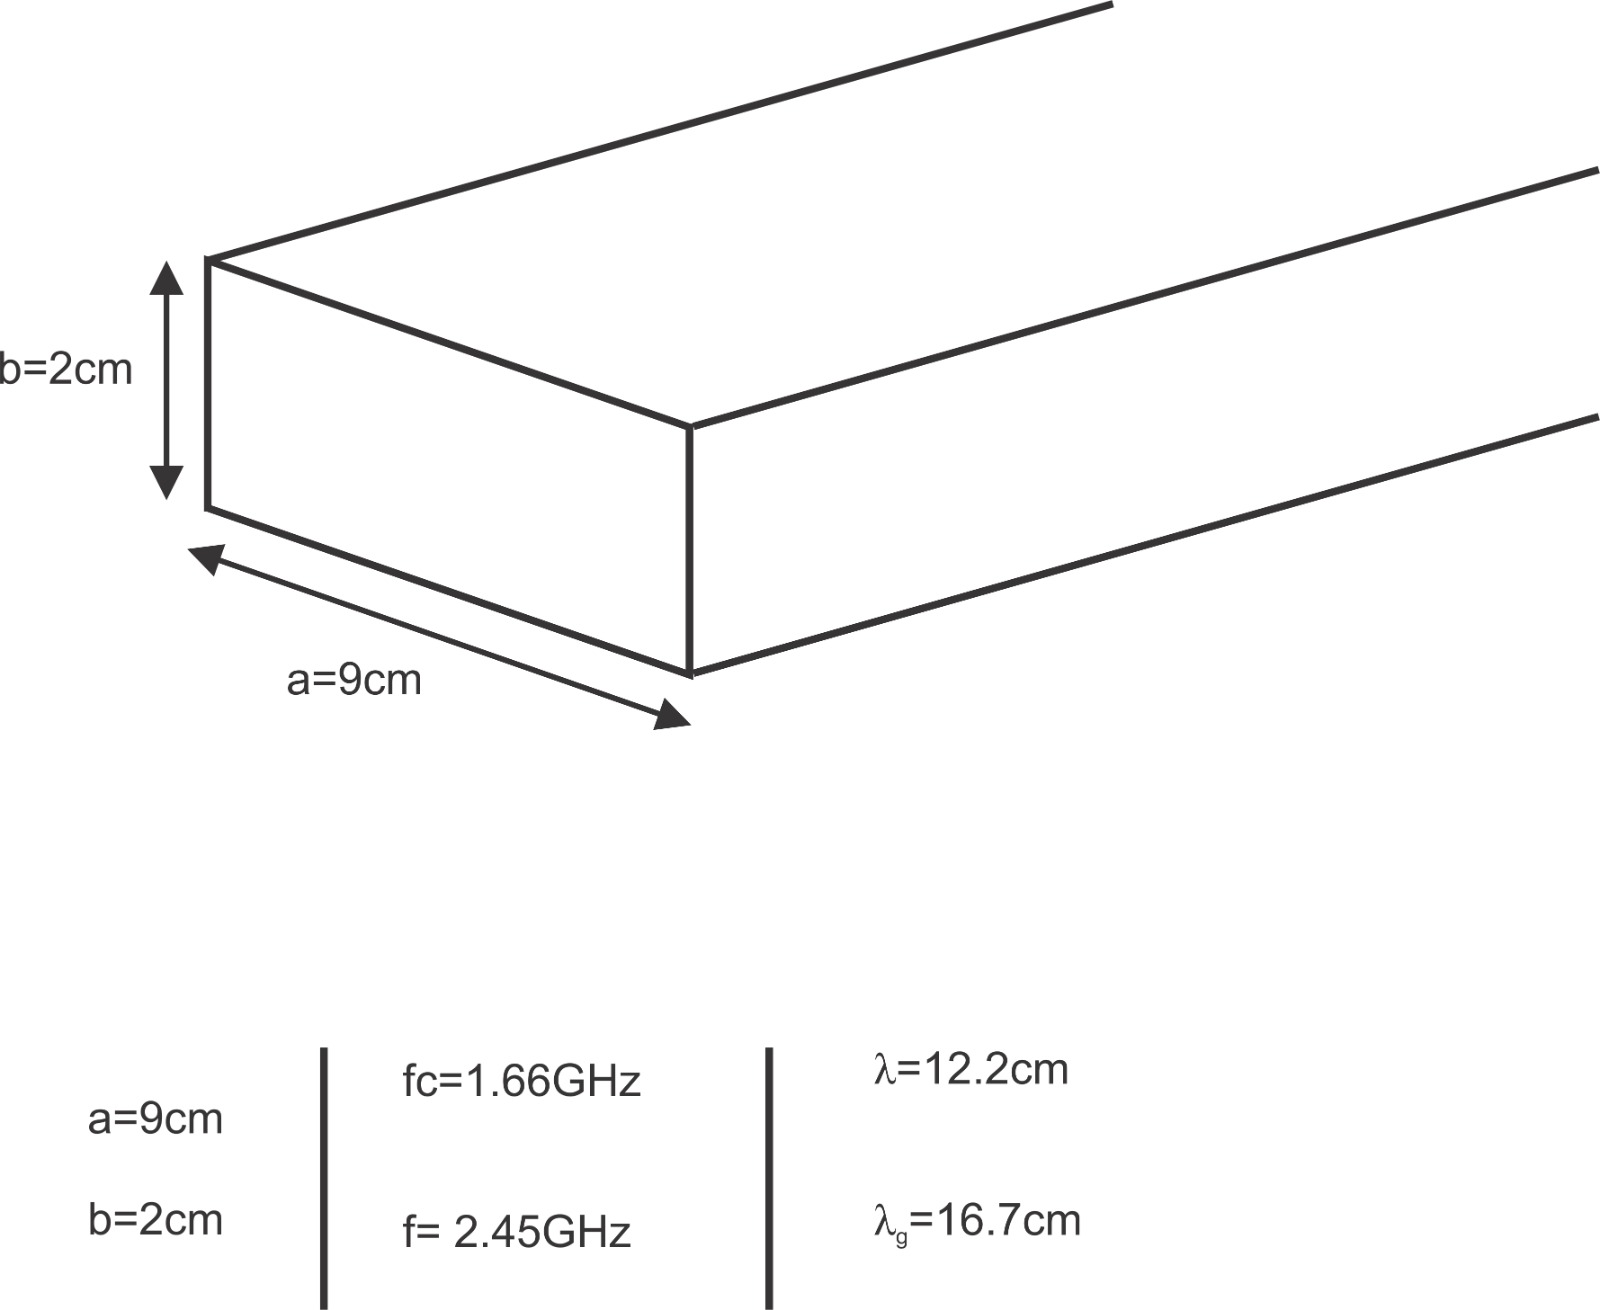 b=2cm
a=9cm
a=9cm
b=2cm
fc=1.66GHz
f= 2.45GHz
λ=12.2cm
λg=16.7cm